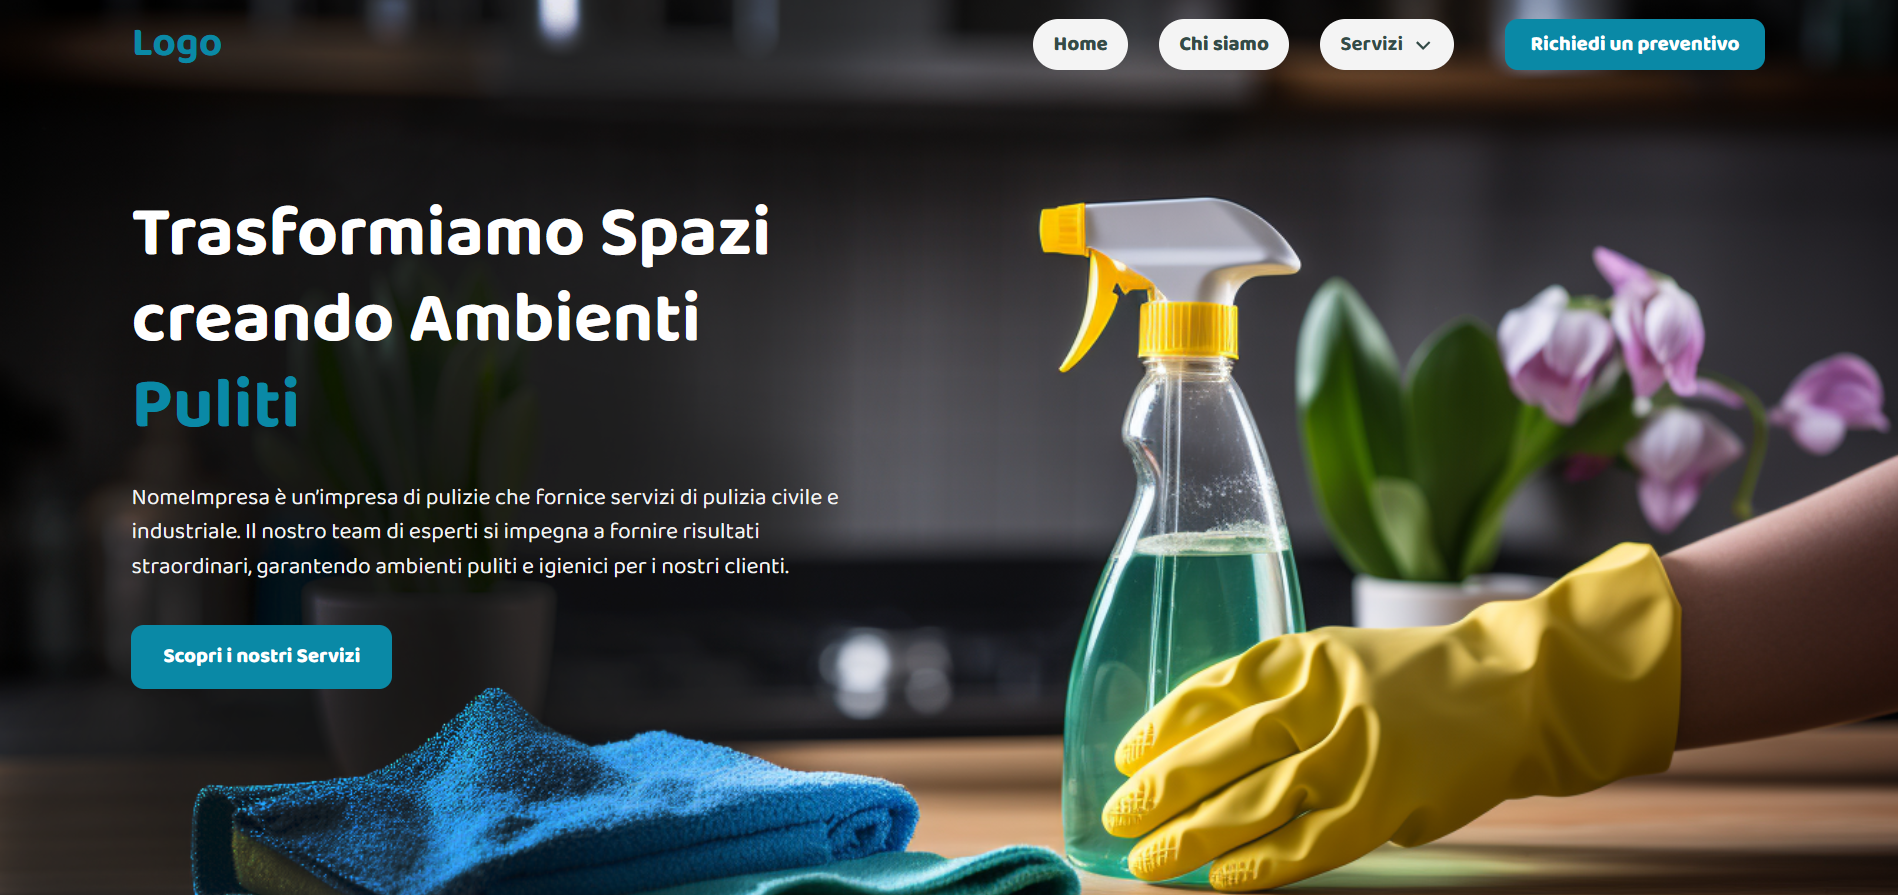 Logo
Home
Chi siamo
Servizi
Richiedi un preventivo
Trasformiamo Spazi
creando Ambienti
Puliti
NomeImpresa è un'impresa di pulizie che fornice servizi di pulizia civile e
industriale. Il nostro team di esperti si impegna a fornire risultati
straordinari, garantendo ambienti puliti e igienici per i nostri clienti.
Scopri i nostri Servizi